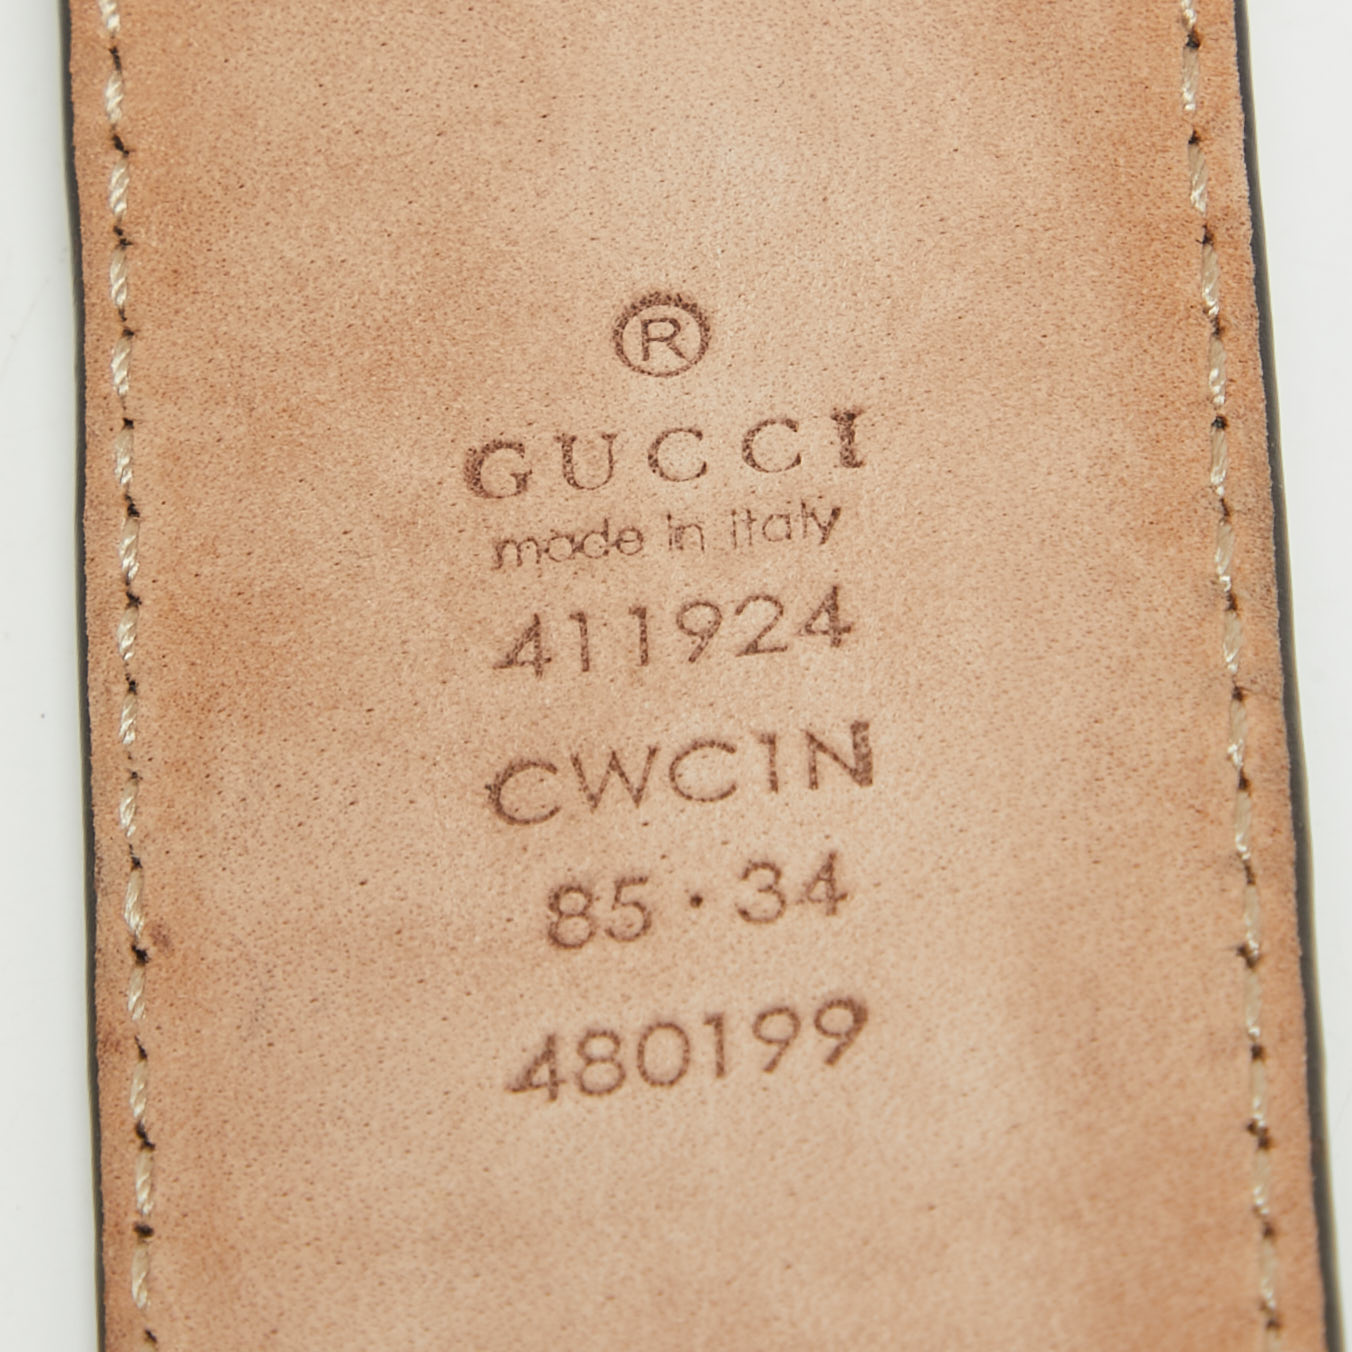 ®
GUCCI
made in italy
411924
CWC1N
85·34
480199